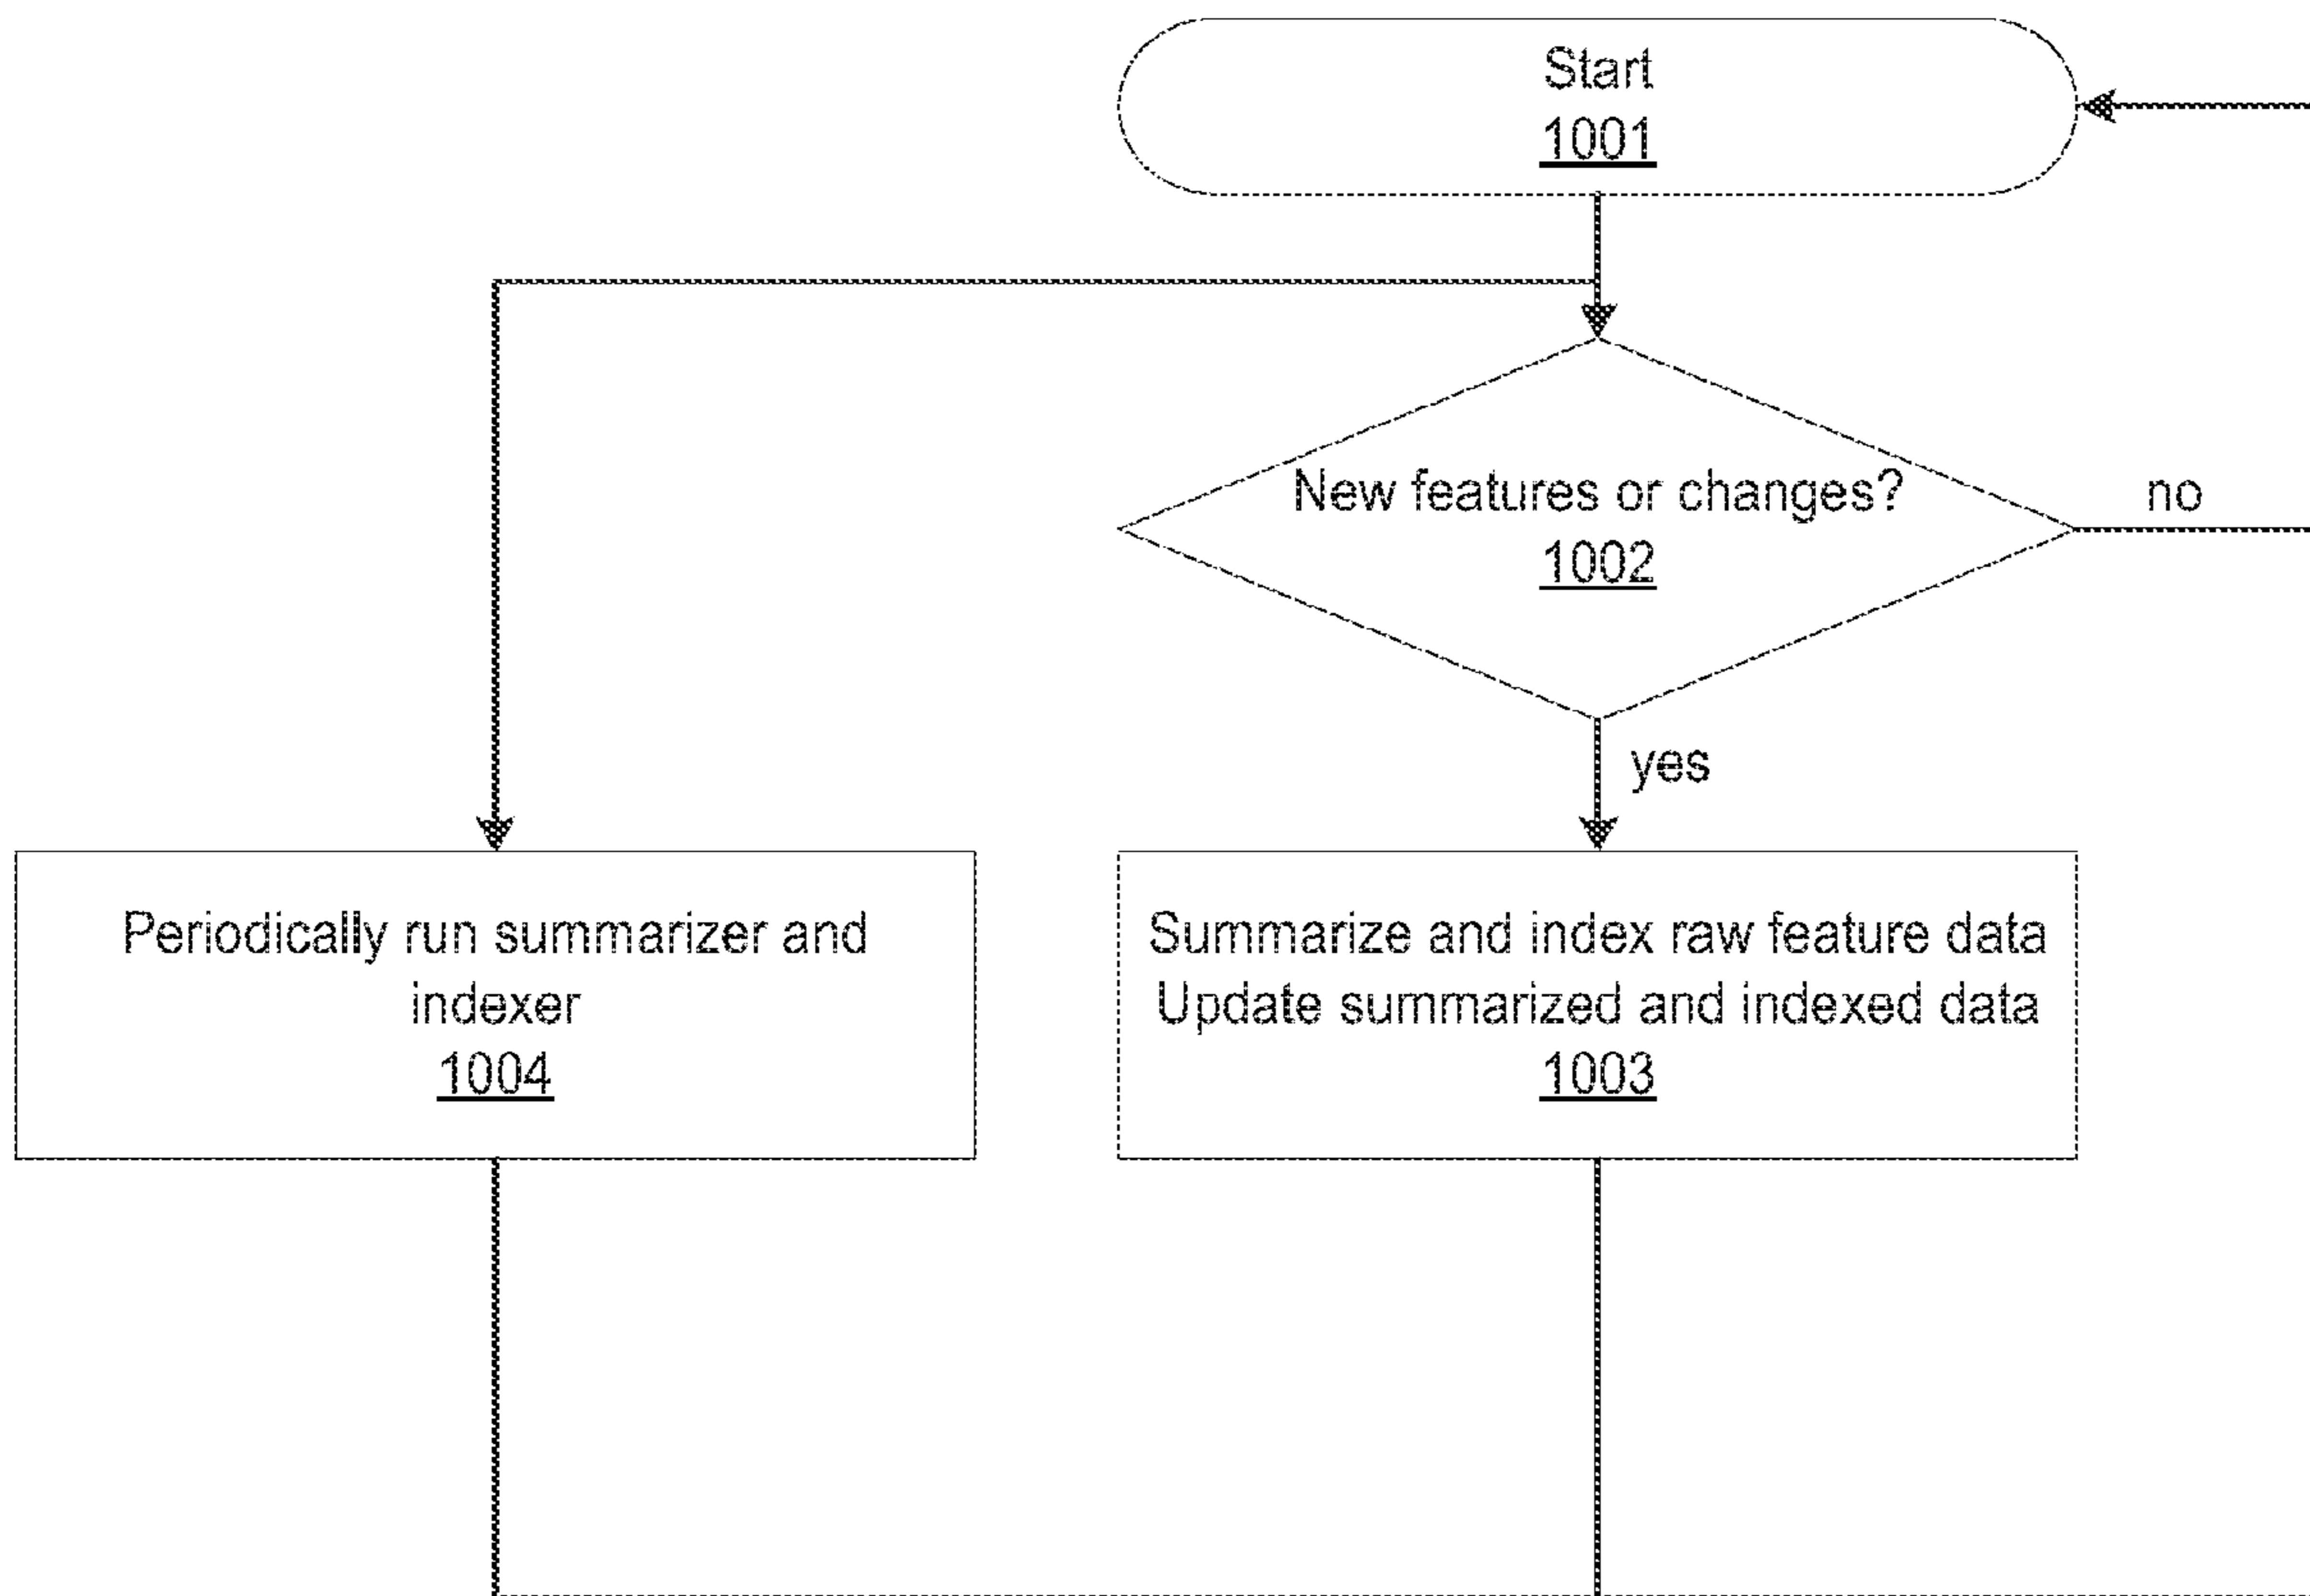 Start
1001
New features or changes?
1002
no
yes
Periodically run summarizer and
indexer
1004
Summarize and index raw feature data
Update summarized and indexed data
1003